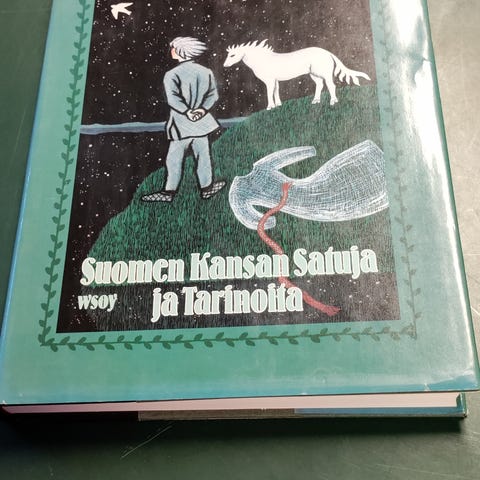 Suomen Kansan Satuja
ja Tarinoita
wsoy